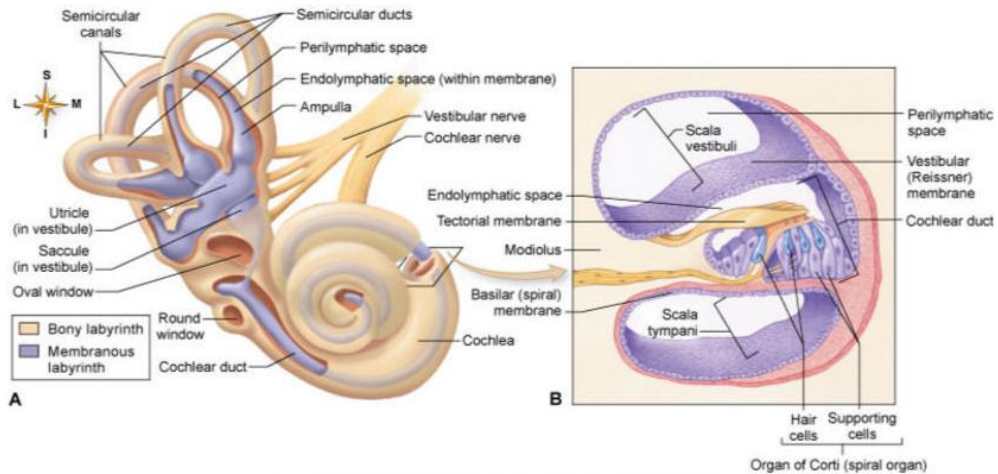 Semicircular
canals
Semicircular ducts
Perilymphatic space
Endolymphatic space (within membrane)
Ampulla
Vestibular nerve
Cochlear nerve
S
L
M
I
Utricle
(in vestibule)
Saccule
(in vestibule)
Oval window
Round
window
Cochlear duct
Cochlea
Bony labyrinth
Membranous
labyrinth
A
Scala
vestibuli
Perilymphatic
space
Vestibular
(Reissner)
membrane
Endolymphatic space
Tectorial membrane
Cochlear duct
Modiolus
Basilar (spiral)
membrane
Scala
tympani
B
Hair
cells
Supporting
cells
Organ of Corti (spiral organ)